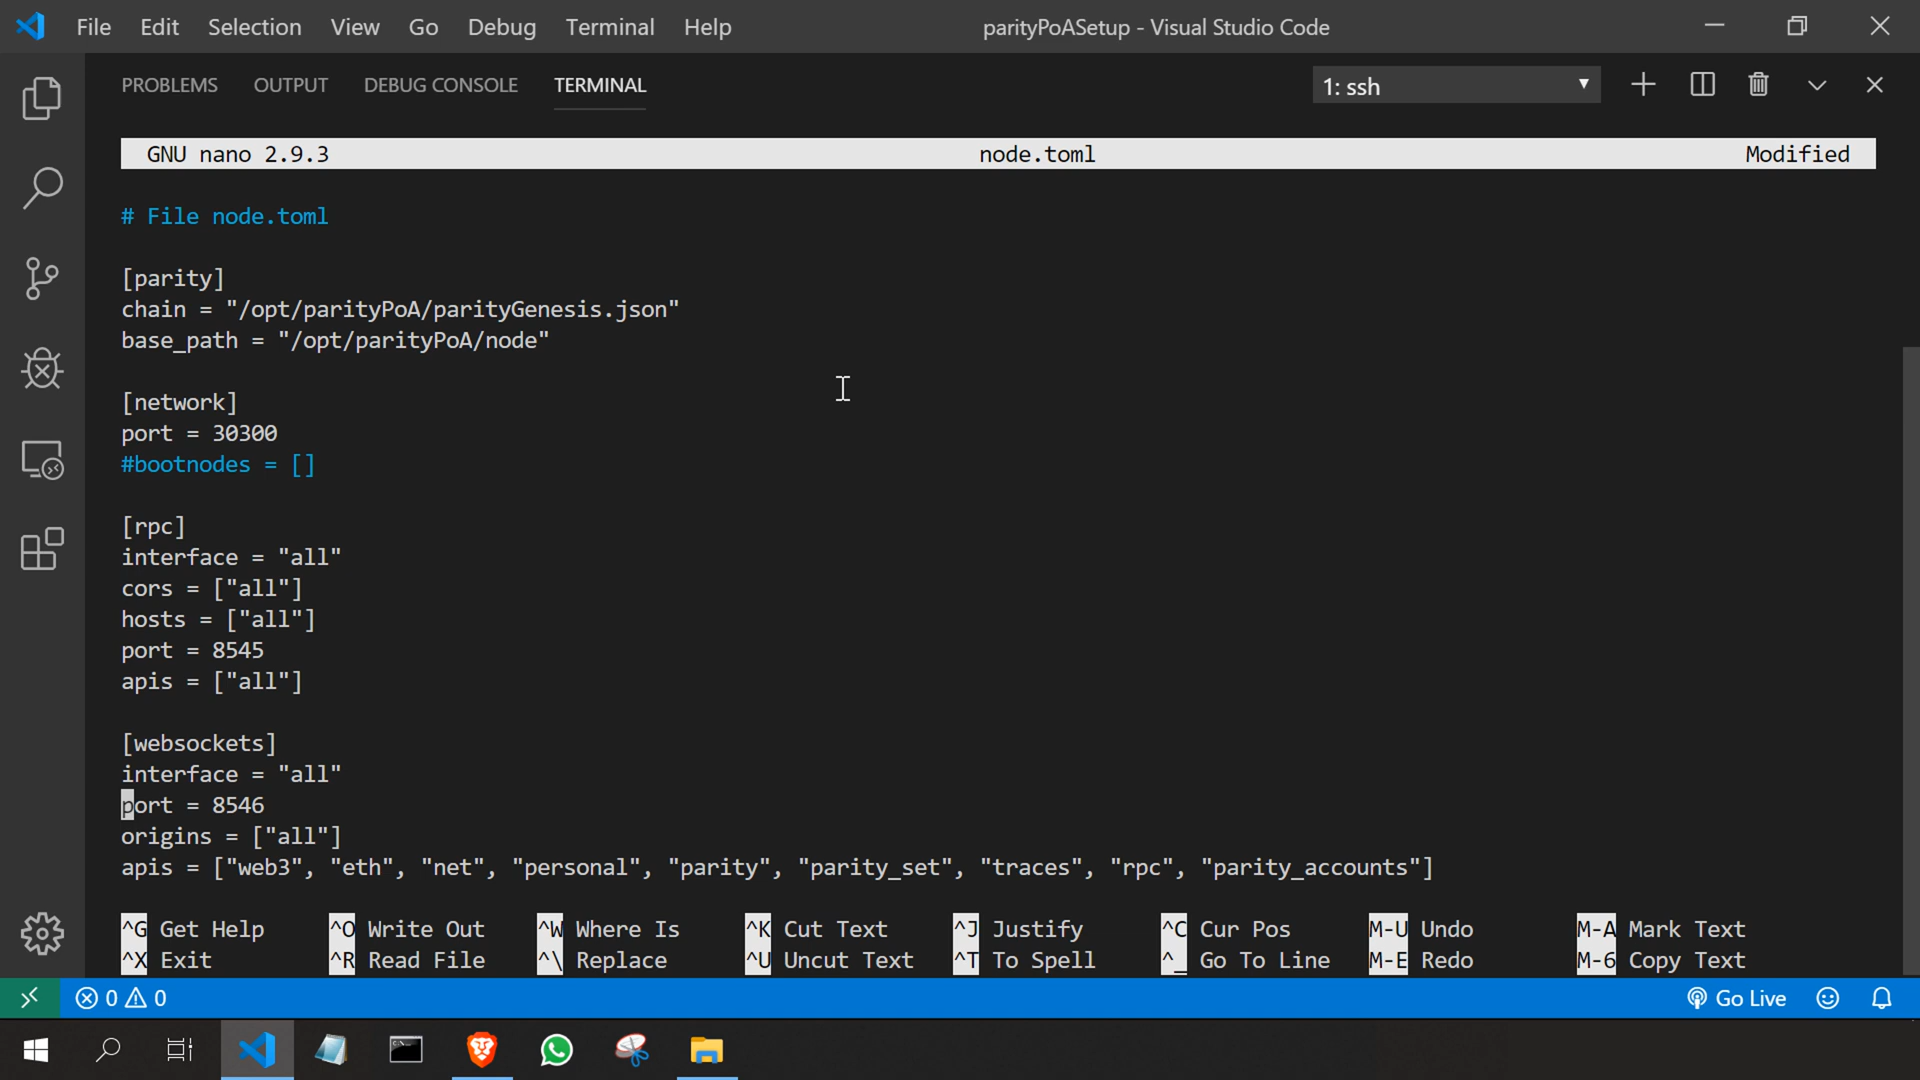 File Edit Selection View Go Debug Terminal Help parityPoASetup - Visual Studio Code
PROBLEMS OUTPUT DEBUG CONSOLE TERMINAL 1: ssh
GNU nano 2.9.3 node.toml Modified
# File node.toml
[parity]
chain = "/opt/parityPoA/parityGenesis.json"
base_path = "/opt/parityPoA/node"
[network]
port = 30300
#bootnodes = []
[rpc]
interface = "all"
cors = ["all"]
hosts = ["all"]
port = 8545
apis = ["all"]
[websockets]
interface = "all"
port = 8546
origins = ["all"]
apis = ["web3", "eth", "net", "personal", "parity", "parity_set", "traces", "rpc", "parity_accounts"]
^G Get Help ^O Write Out ^W Where Is ^K Cut Text ^J Justify ^C Cur Pos M-U Undo M-A Mark Text
^X Exit ^R Read File ^\ Replace ^U Uncut Text ^T To Spell ^_ Go To Line M-E Redo M-6 Copy Text
0 0 Go Live